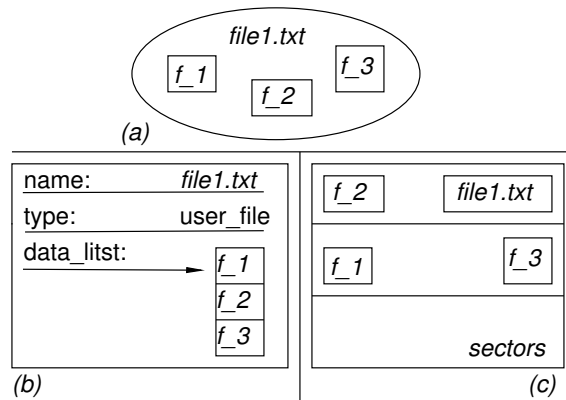 file1.txt
f_1
f_2
f_3
(a)
name: file1.txt
type: user_file
data_litst:
f_1
f_2
f_3
(b)
f_2
file1.txt
f_1
f_3
sectors
(c)